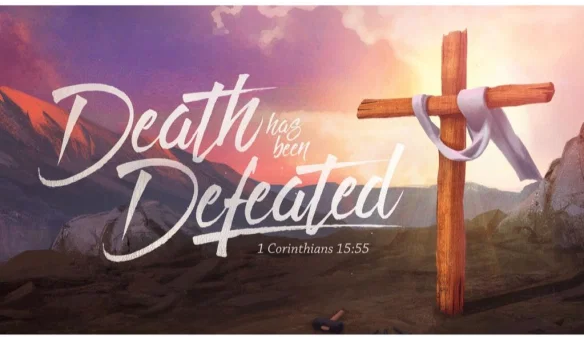 Death has
been
Defeated
1 Corinthians 15:55